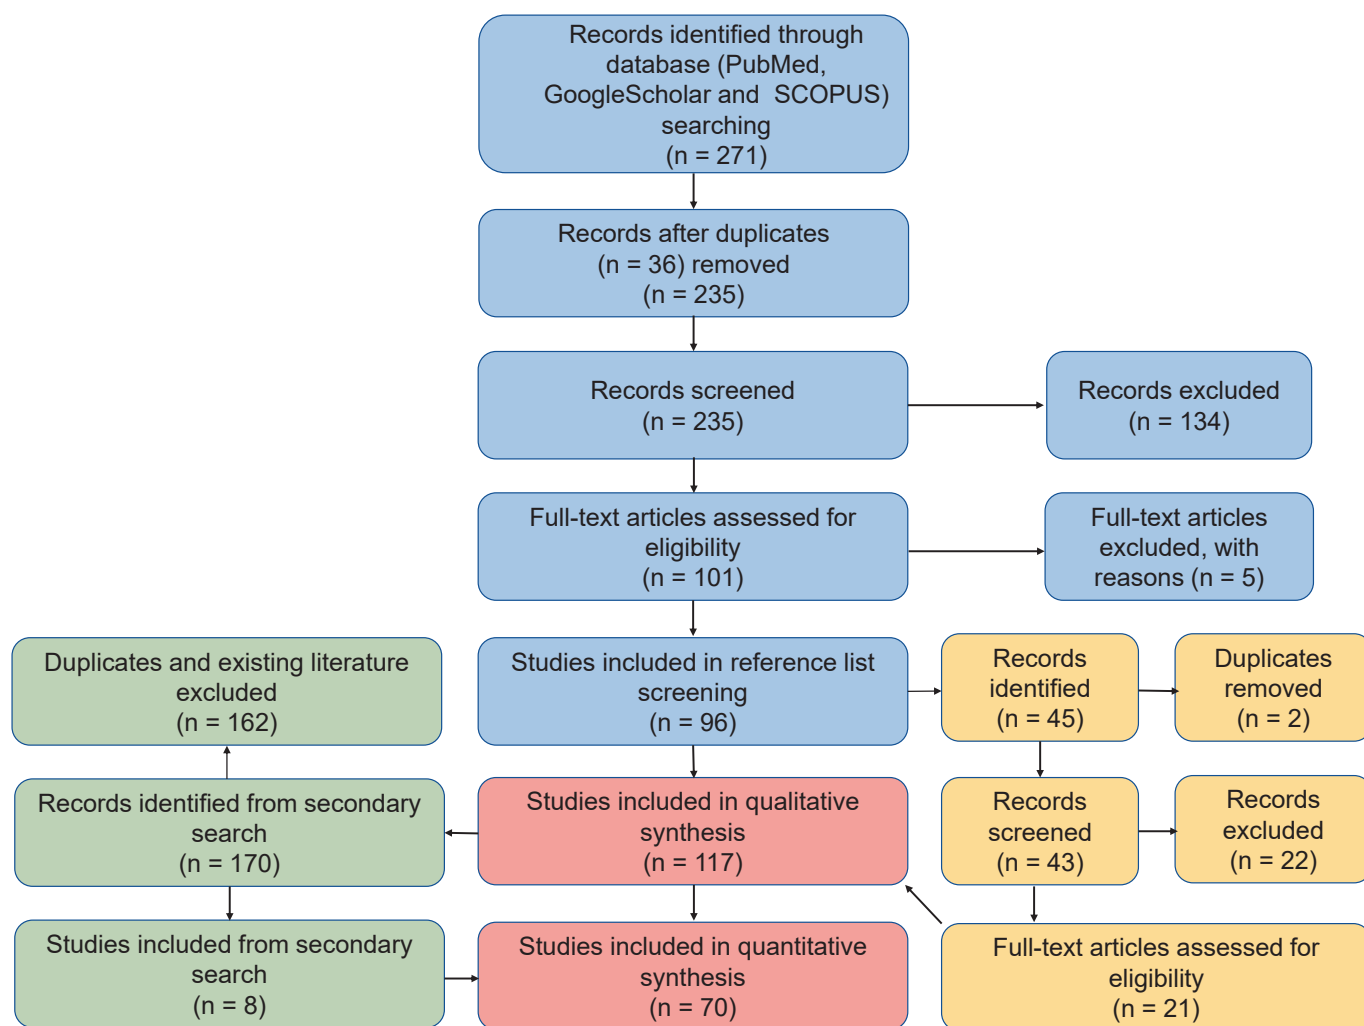 Records identified through
database (PubMed,
GoogleScholar and SCOPUS)
searching
(n = 271)
Records after duplicates
(n = 36) removed
(n = 235)
Records screened
(n = 235)
Records excluded
(n = 134)
Full-text articles assessed for
eligibility
(n = 101)
Full-text articles
excluded, with
reasons (n = 5)
Duplicates and existing literature
excluded
(n = 162)
Studies included in reference list
screening
(n = 96)
Records
identified
(n = 45)
Duplicates
removed
(n = 2)
Records identified from secondary
search
(n = 170)
Studies included in qualitative
synthesis
(n = 117)
Records
screened
(n = 43)
Records
excluded
(n = 22)
Studies included from secondary
search
(n = 8)
Studies included in quantitative
synthesis
(n = 70)
Full-text articles assessed for
eligibility
(n = 21)